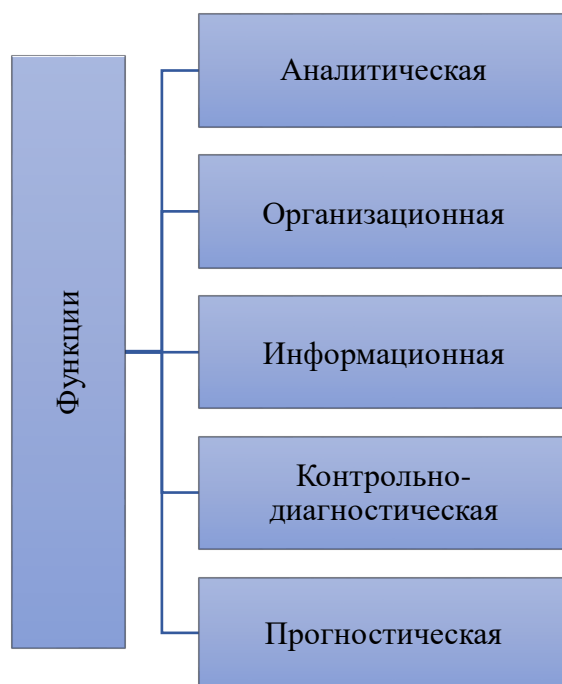 Функции
Аналитическая
Организационная
Информационная
Контрольно-
диагностическая
Прогностическая